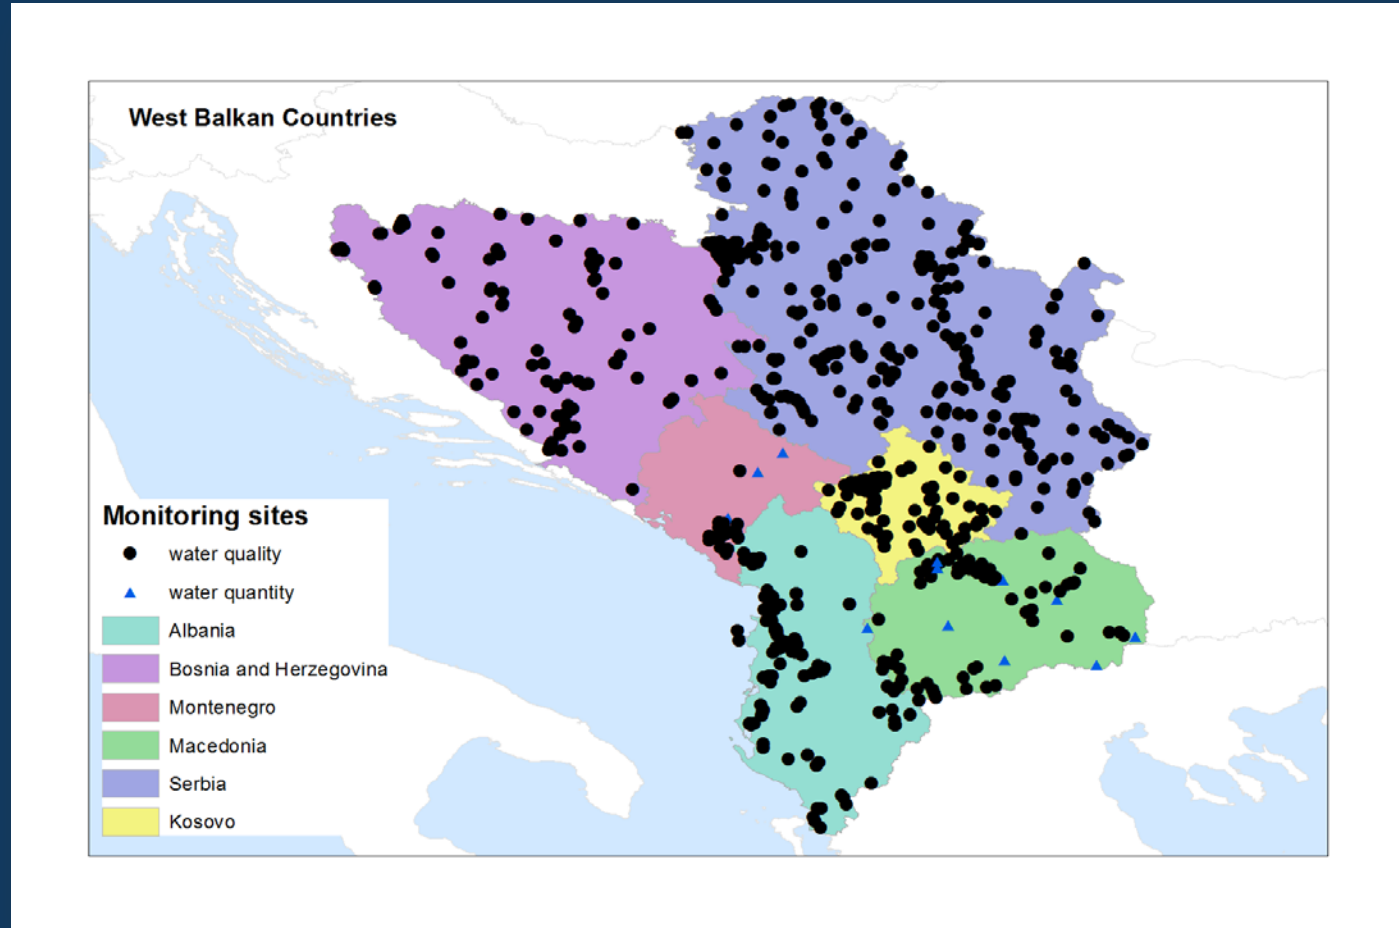 West Balkan Countries
Monitoring sites
water quality
water quantity
Albania
Bosnia and Herzegovina
Montenegro
Macedonia
Serbia
Kosovo